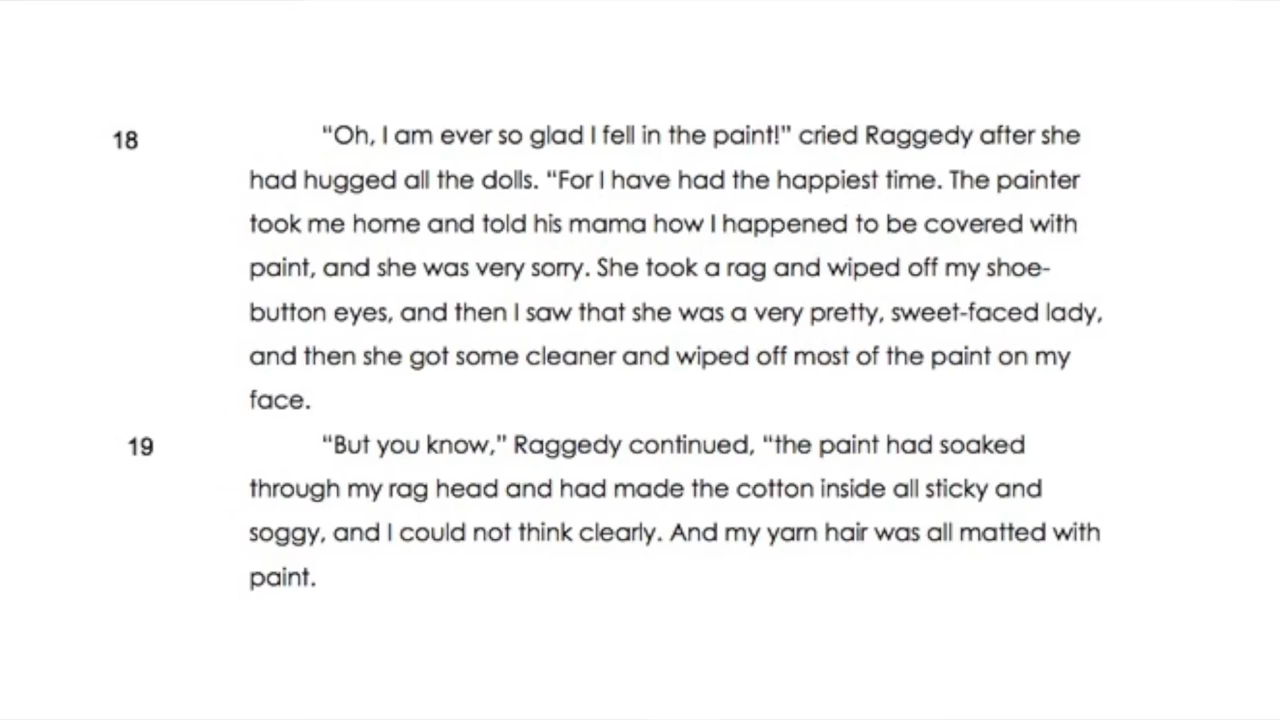 18 “Oh, I am ever so glad I fell in the paint!” cried Raggedy after she
had hugged all the dolls. “For I have had the happiest time. The painter
took me home and told his mama how I happened to be covered with
paint, and she was very sorry. She took a rag and wiped off my shoe-
button eyes, and then I saw that she was a very pretty, sweet-faced lady,
and then she got some cleaner and wiped off most of the paint on my
face.
19 “But you know,” Raggedy continued, “the paint had soaked
through my rag head and had made the cotton inside all sticky and
soggy, and I could not think clearly. And my yarn hair was all matted with
paint.